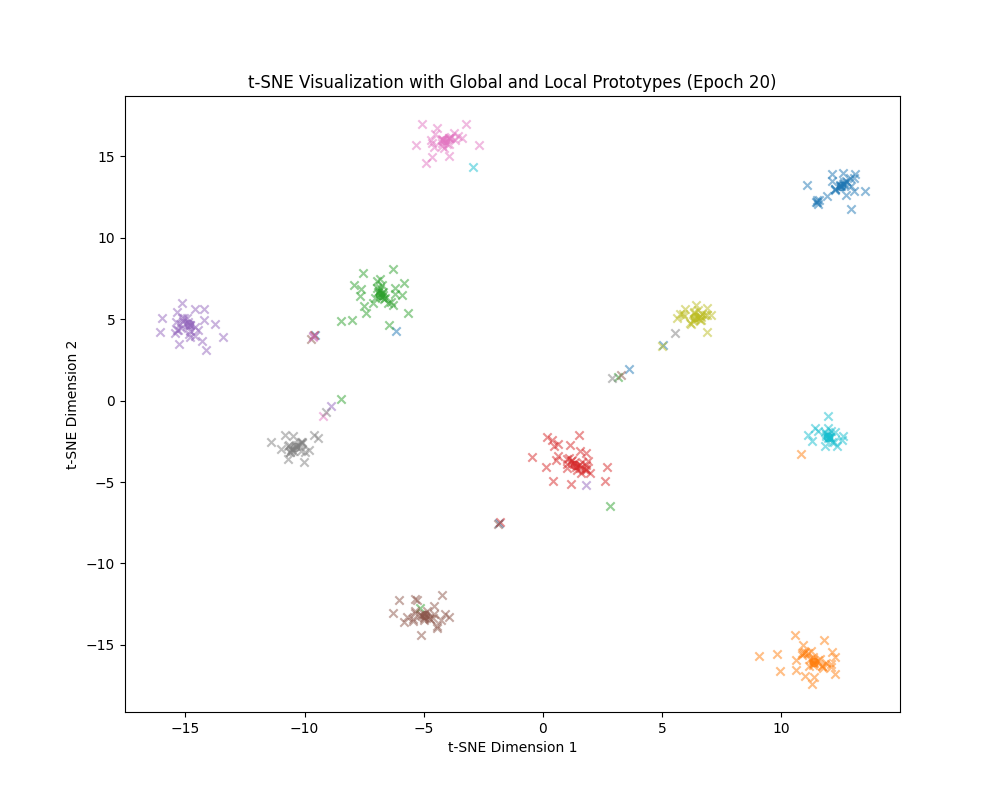 t-SNE Visualization with Global and Local Prototypes (Epoch 20)
t-SNE Dimension 2
15
10
5
0
−5
−10
−15
−15 −10 −5 0 5 10
t-SNE Dimension 1